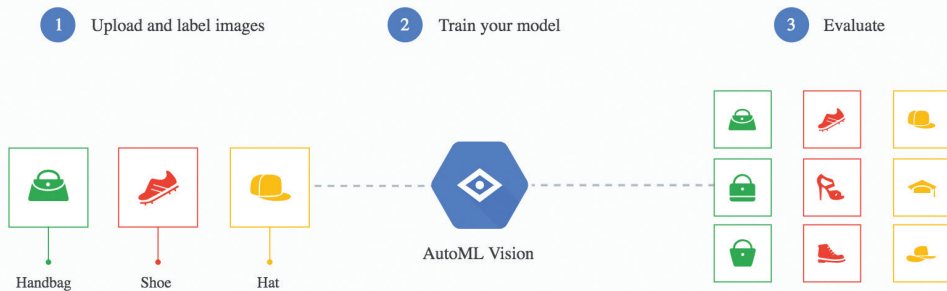 1 Upload and label images
2 Train your model
3 Evaluate
AutoML Vision
Handbag
Shoe
Hat